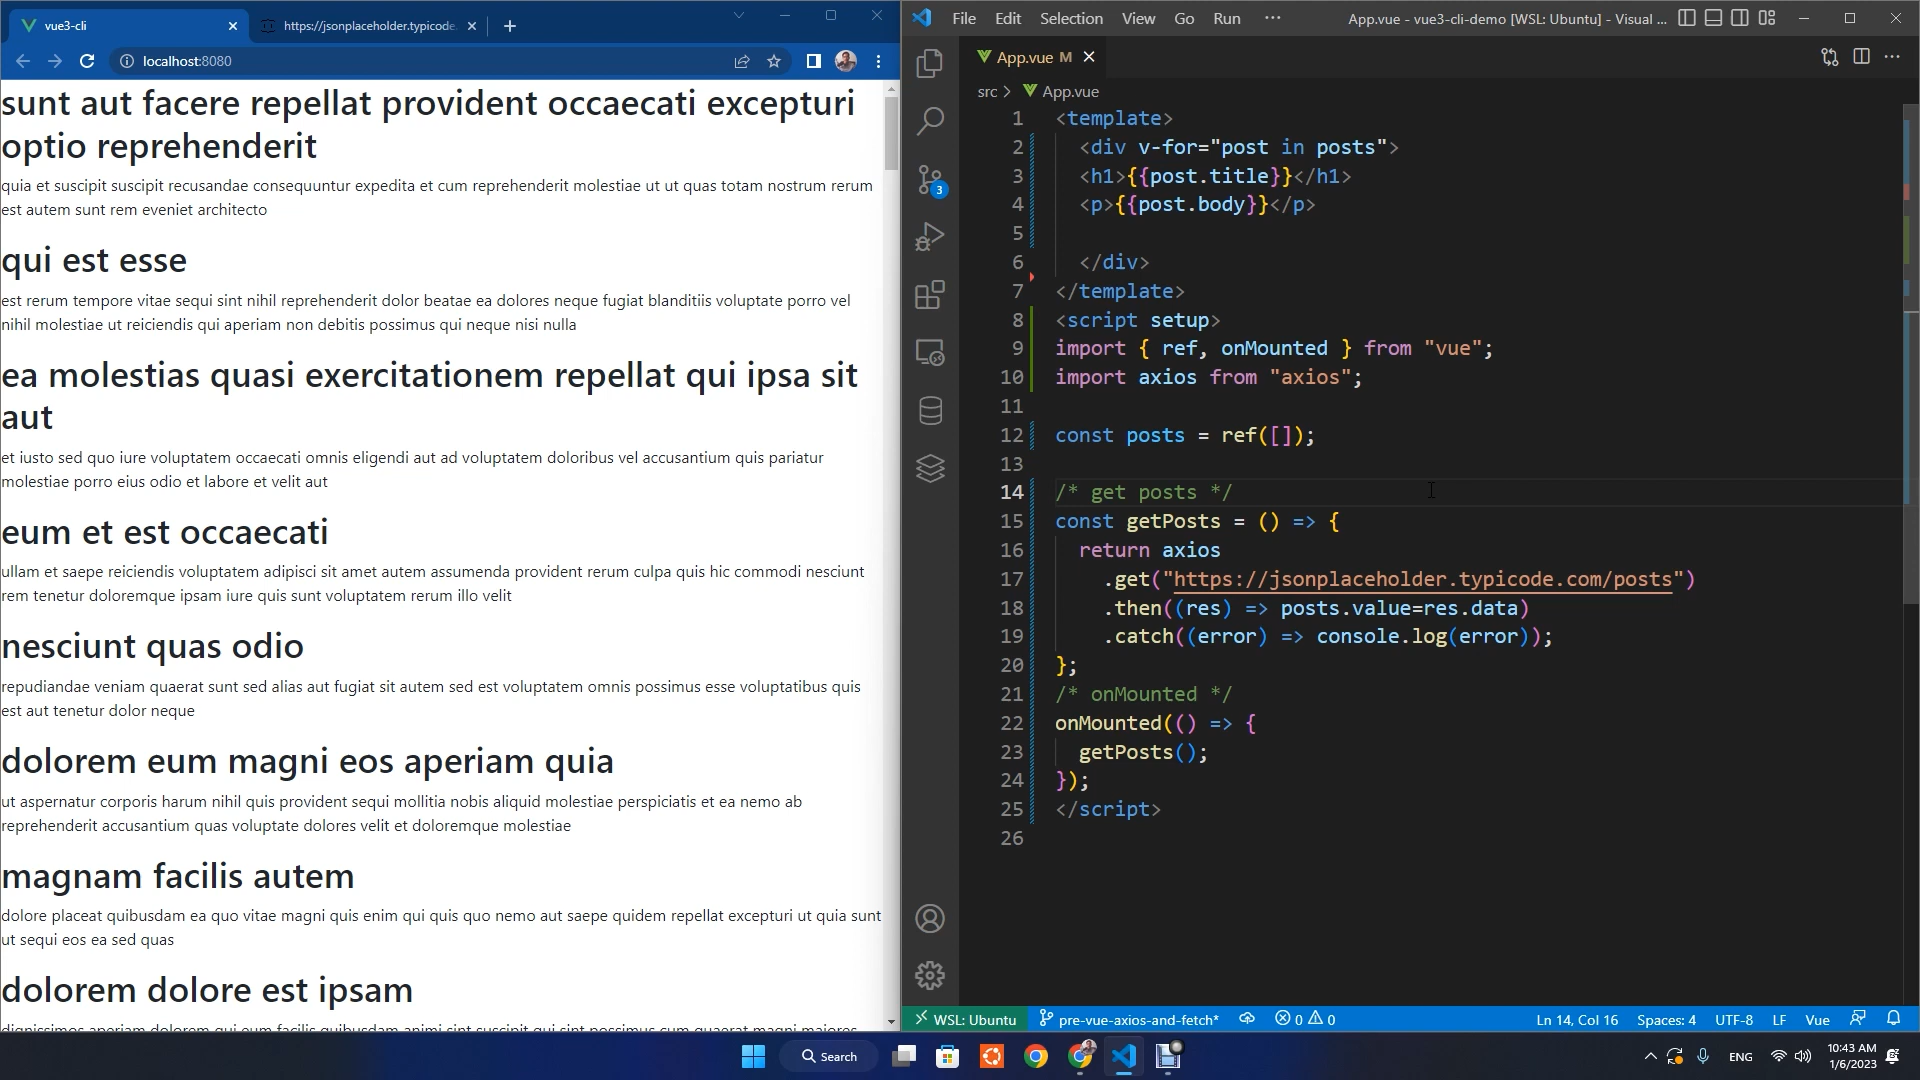 vue3-cli
https://jsonplaceholder.typicode.
localhost:8080
sunt aut facere repellat provident occaecati excepturi
optio reprehenderit
quia et suscipit suscipit recusandae consequuntur expedita et cum reprehenderit molestiae ut ut quas totam nostrum rerum
est autem sunt rem eveniet architecto
qui est esse
est rerum tempore vitae sequi sint nihil reprehenderit dolor beatae ea dolores neque fugiat blanditiis voluptate porro vel
nihil molestiae ut reiciendis qui aperiam non debitis possimus qui neque nisi nulla
ea molestias quasi exercitationem repellat qui ipsa sit
aut
et iusto sed quo iure voluptatem occaecati omnis eligendi aut ad voluptatem doloribus vel accusantium quis pariatur
molestiae porro eius odio et labore et velit aut
eum et est occaecati
ullam et saepe reiciendis voluptatem adipisci sit amet autem assumenda provident rerum culpa quis hic commodi nesciunt
rem tenetur doloremque ipsam iure quis sunt voluptatem rerum illo velit
nesciunt quas odio
repudiandae veniam quaerat sunt sed alias aut fugiat sit autem sed est voluptatem omnis possimus esse voluptatibus quis
est aut tenetur dolor neque
dolorem eum magni eos aperiam quia
ut aspernatur corporis harum nihil quis provident sequi mollitia nobis aliquid molestiae perspiciatis et ea nemo ab
reprehenderit accusantium quas voluptate dolores velit et doloremque molestiae
magnam facilis autem
dolore placeat quibusdam ea quo vitae magni quis enim qui quis quo nemo aut saepe quidem repellat excepturi ut quia sunt
ut sequi eos ea sed quas
dolorem dolore est ipsam
dignissimos aperiam dolorem qui eum facilis quibusdam animi sint suscipit qui sint possimus cum quaerat magni maiores
File Edit Selection View Go Run ··· App.vue - vue3-cli-demo [WSL: Ubuntu] - Visual ...
App.vue M
src > App.vue
3
1 <template>
2 <div v-for="post in posts">
3 <h1>{{post.title}}</h1>
4 <p>{{post.body}}</p>
5
6 </div>
7 </template>
8 <script setup>
9 import { ref, onMounted } from "vue";
10 import axios from "axios";
11
12 const posts = ref([]);
13
14 /* get posts */
15 const getPosts = () => {
16 return axios
17 .get("https://jsonplaceholder.typicode.com/posts")
18 .then((res) => posts.value=res.data)
19 .catch((error) => console.log(error));
20 };
21 /* onMounted */
22 onMounted(() => {
23 getPosts();
24 });
25 </script>
26
WSL: Ubuntu pre-vue-axios-and-fetch* 0 0 Ln 14, Col 16 Spaces: 4 UTF-8 LF Vue
Search ENG 10:43 AM
1/6/2023